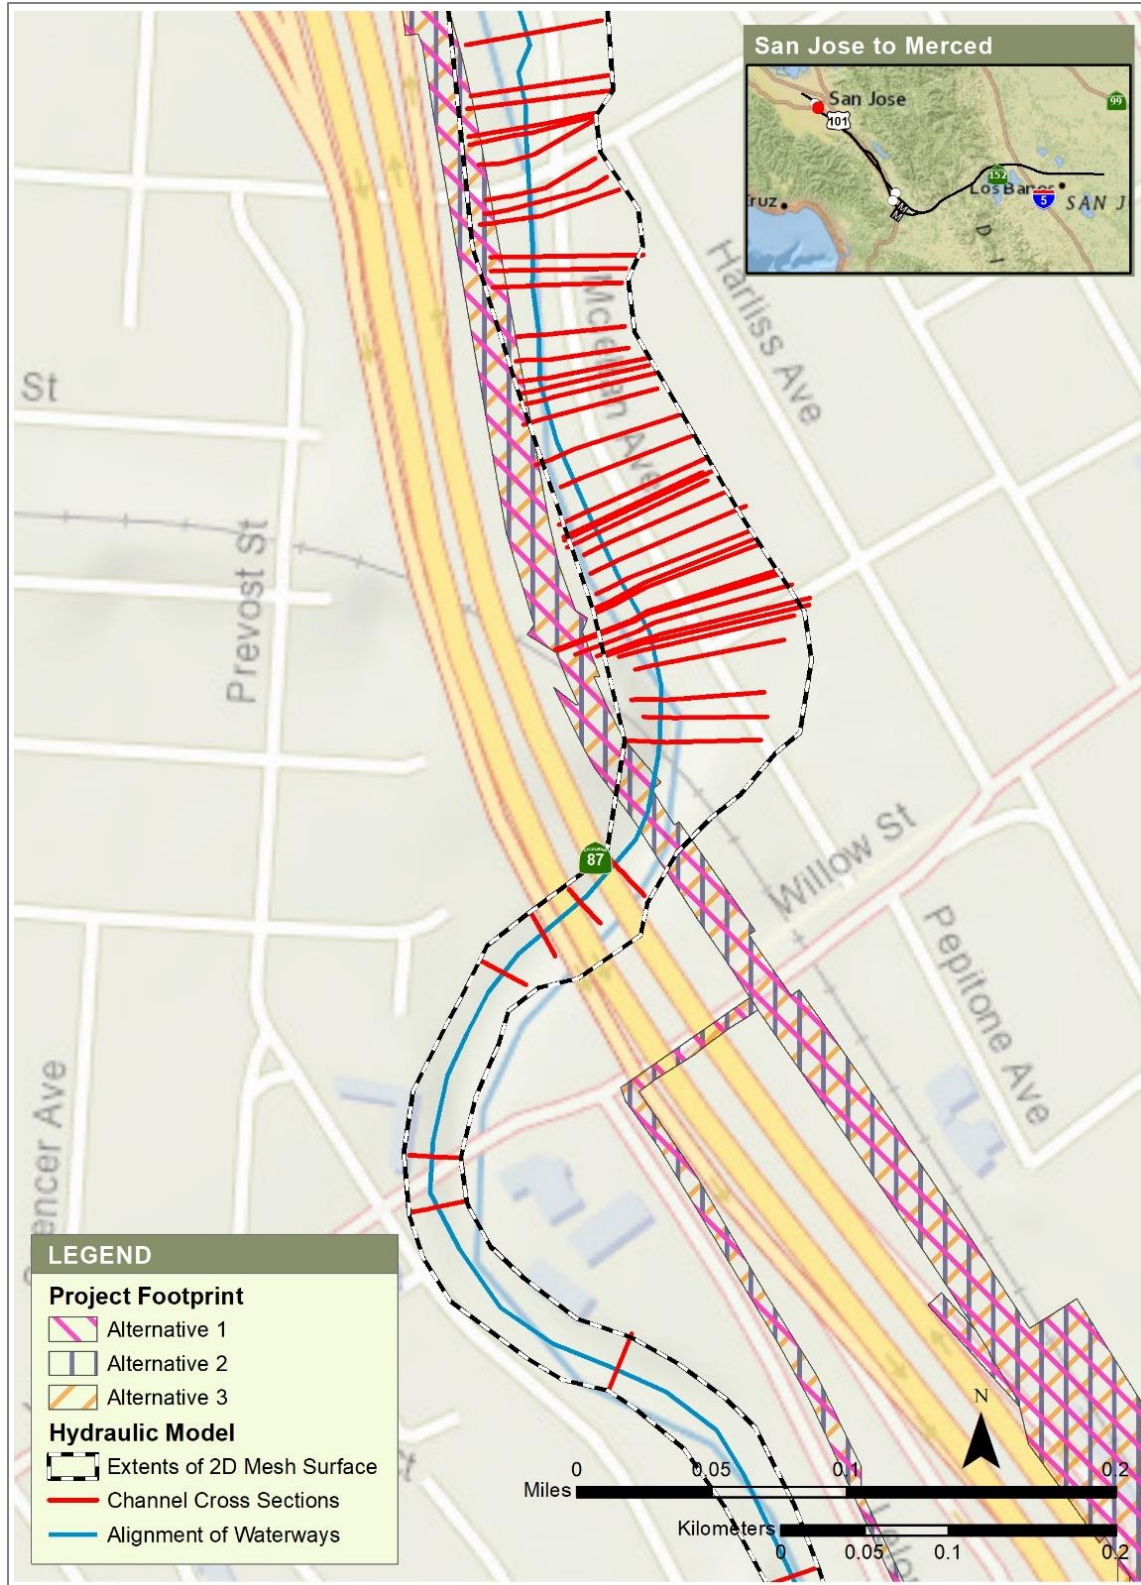 San Jose to Merced
San Jose
101
99
152
Los Banos
5
SAN J
ruz
D
I
Harliss Ave
McLellan Ave
St
Prevost St
87
Willow St
Pepitone Ave
encer Ave
LEGEND
Project Footprint
Alternative 1
Alternative 2
Alternative 3
Hydraulic Model
Extents of 2D Mesh Surface
Channel Cross Sections
Alignment of Waterways
N
0 0.05 0.1 0.2
Miles
Kilometers
0 0.05 0.1 0.2